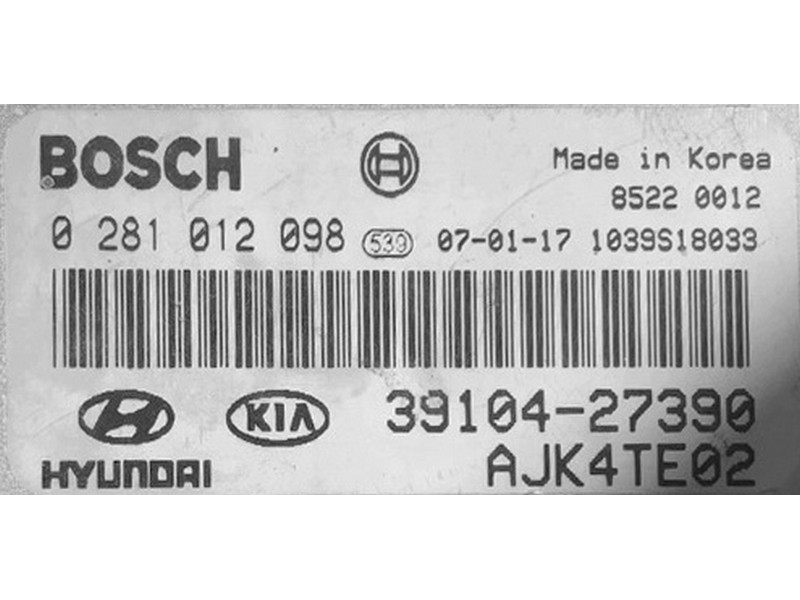 BOSCH
Made in Korea
8522 0012
0 281 012 098 539 07-01-17 1039S18033
HYUNDAI
KIA
39104-27390
AJK4TE02